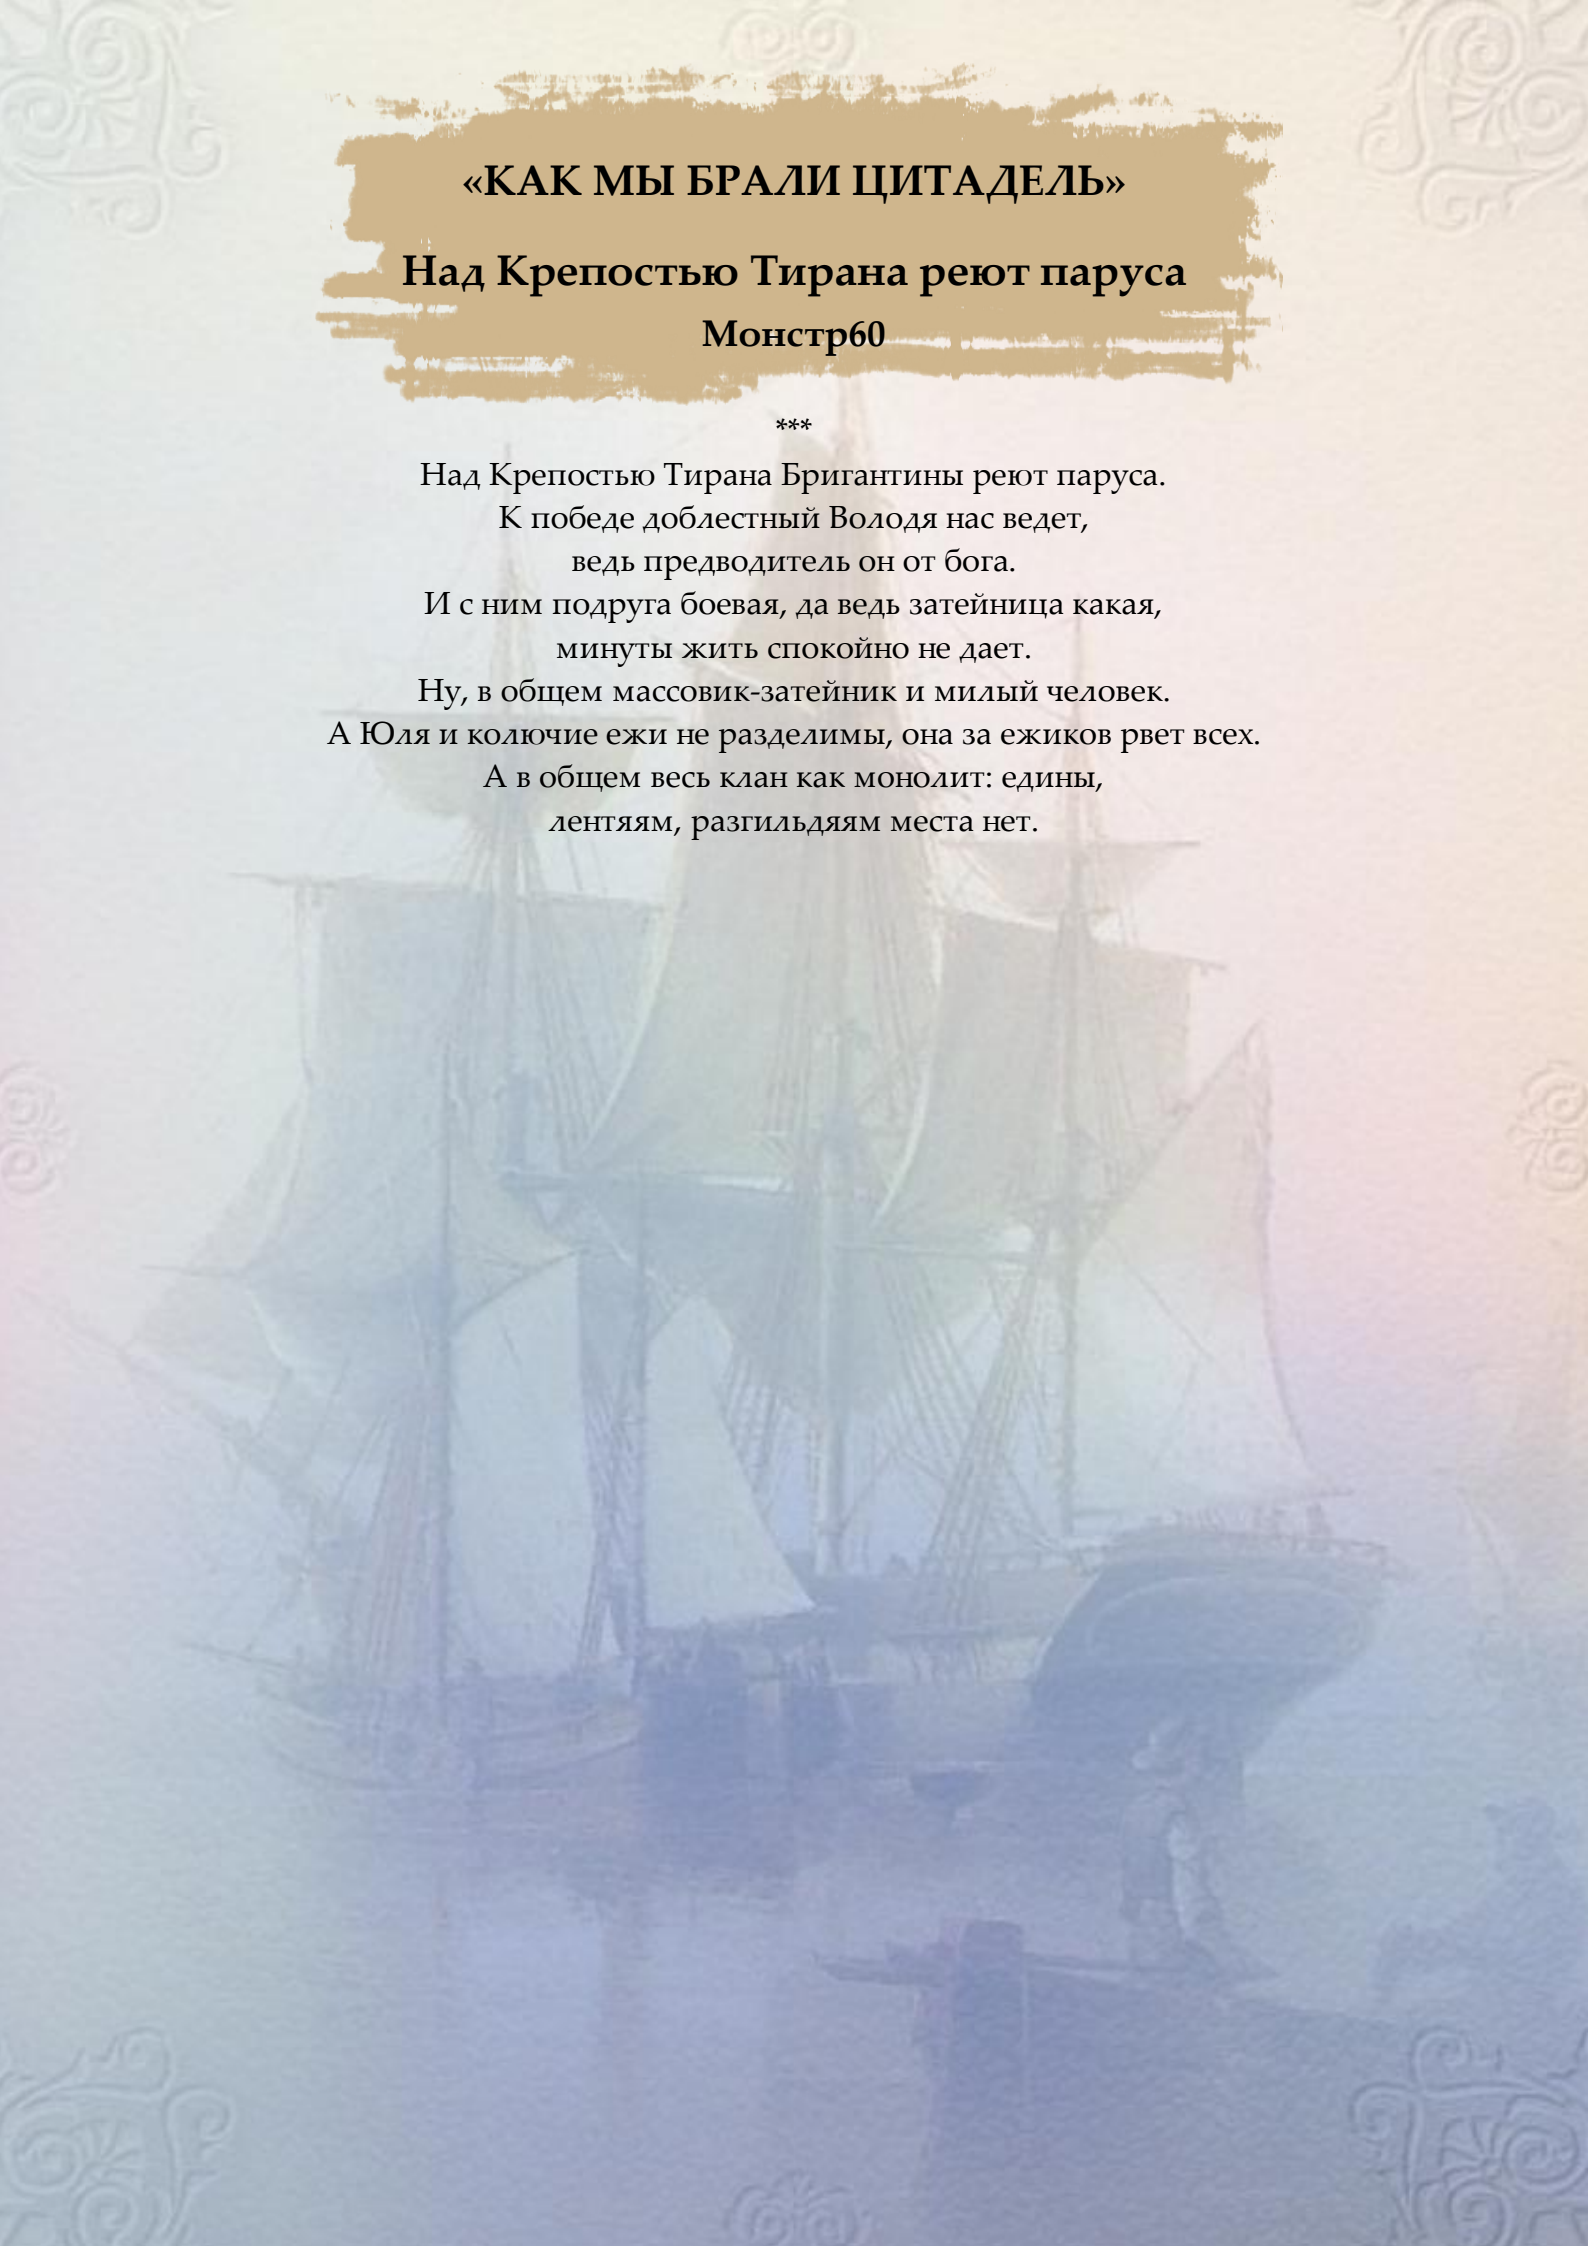 «КАК МЫ БРАЛИ ЦИТАДЕЛЬ»
Над Крепостью Тирана реют паруса
Монстр60
***
Над Крепостью Тирана Бригантины реют паруса.
К победе доблестный Володя нас ведет,
ведь предводитель он от бога.
И с ним подруга боевая, да ведь затейница какая,
минуты жить спокойно не дает.
Ну, в общем массовик-затейник и милый человек.
А Юля и колючие ежи не разделимы, она за ежиков рвет всех.
А в общем весь клан как монолит: едины,
лентяям, разгильдяям места нет.